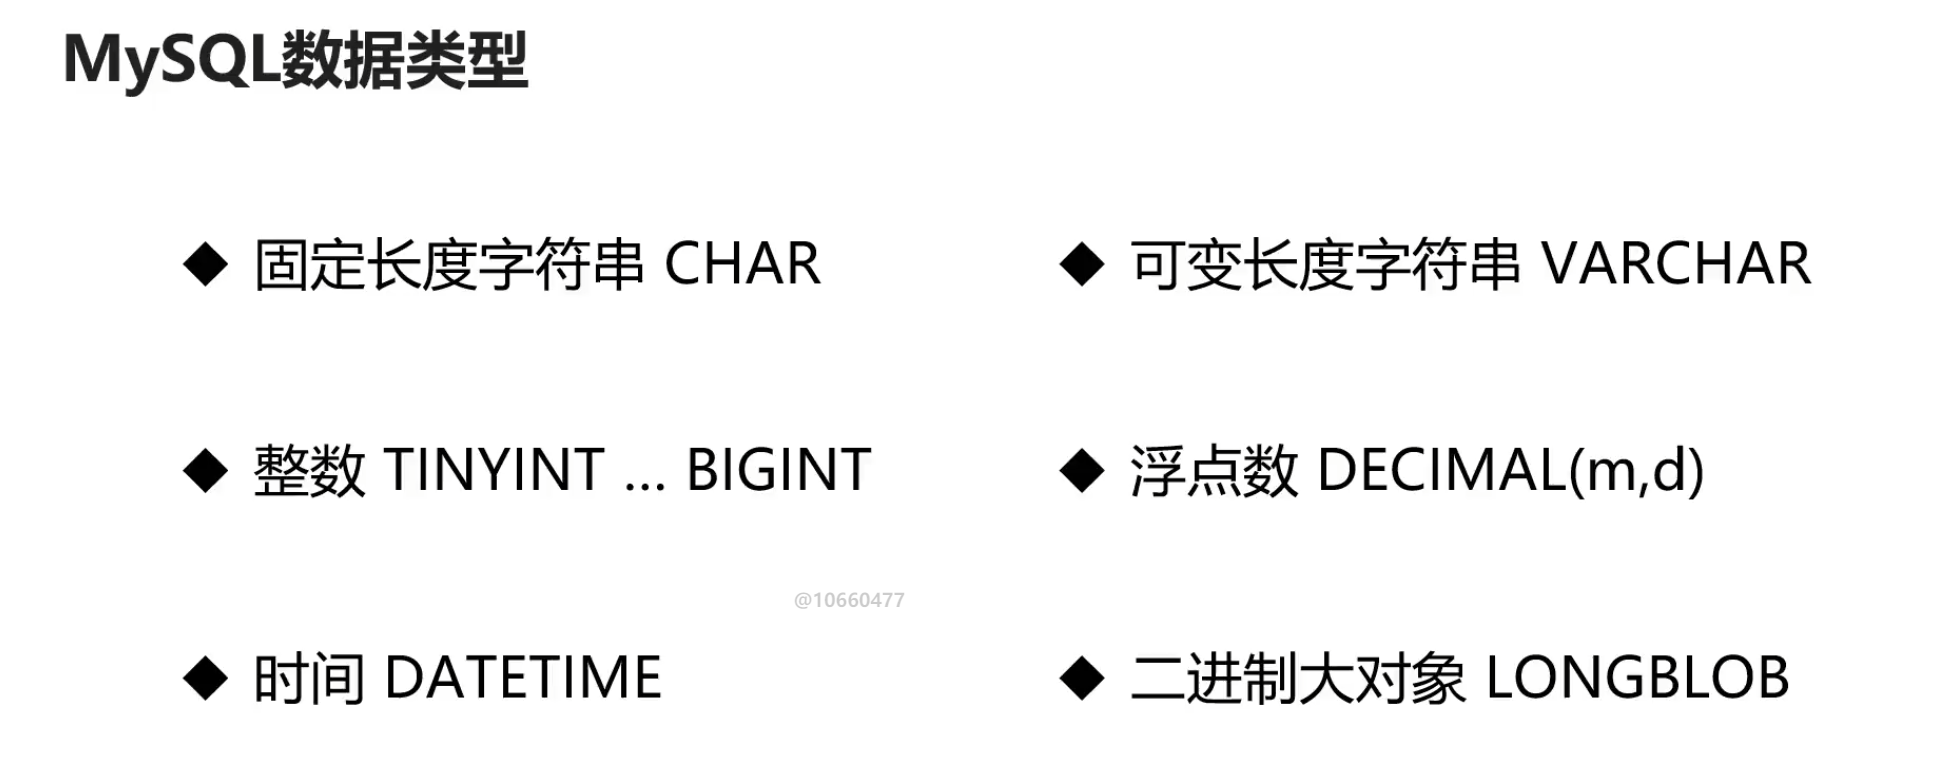 MySQL数据类型
◆ 固定长度字符串 CHAR
◆ 可变长度字符串 VARCHAR
◆ 整数 TINYINT ... BIGINT
◆ 浮点数 DECIMAL(m,d)
@10660477
◆ 时间 DATETIME
◆ 二进制大对象 LONGBLOB